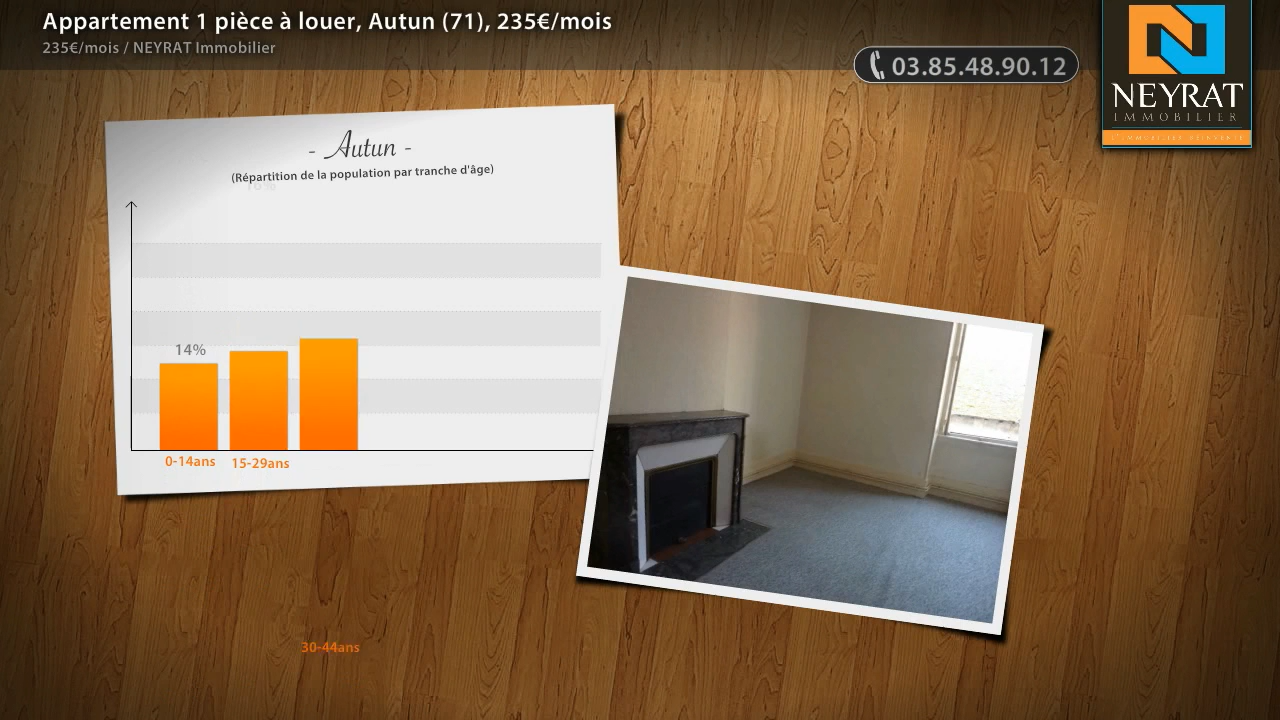 Appartement 1 pièce à louer, Autun (71), 235€/mois
235€/mois / NEYRAT Immobilier
03.85.48.90.12
NEYRAT
IMMOBILIER
- Autun -
(Répartition de la population par tranche d'âge)
16%
14%
0-14ans
15-29ans
30-44ans